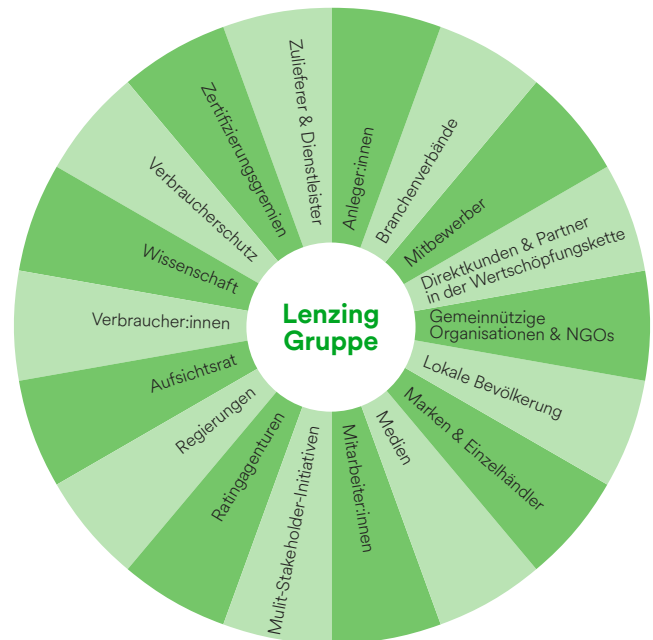 Lenzing
Gruppe
Anleger:innen
Branchenverbände
Mitbewerber
Direktkunden & Partner
in der Wertschöpfungskette
Gemeinnützige
Organisationen & NGOs
Lokale Bevölkerung
Marken & Einzelhändler
Medien
Mitarbeiter:innen
Mulit-Stakeholder-Initiativen
Ratingagenturen
Regierungen
Aufsichtsrat
Verbraucher:innen
Wissenschaft
Verbraucherschutz
Zertifizierungsgremien
Zulieferer & Dienstleister